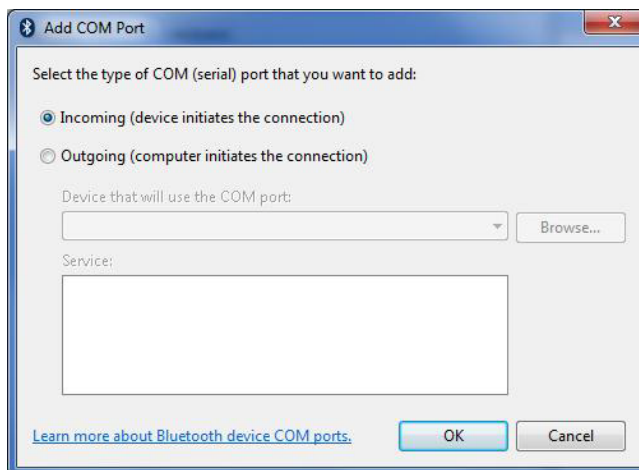 Add COM Port
Select the type of COM (serial) port that you want to add:
Incoming (device initiates the connection)
Outgoing (computer initiates the connection)
Device that will use the COM port:
Browse...
Service:
Learn more about Bluetooth device COM ports.
OK
Cancel